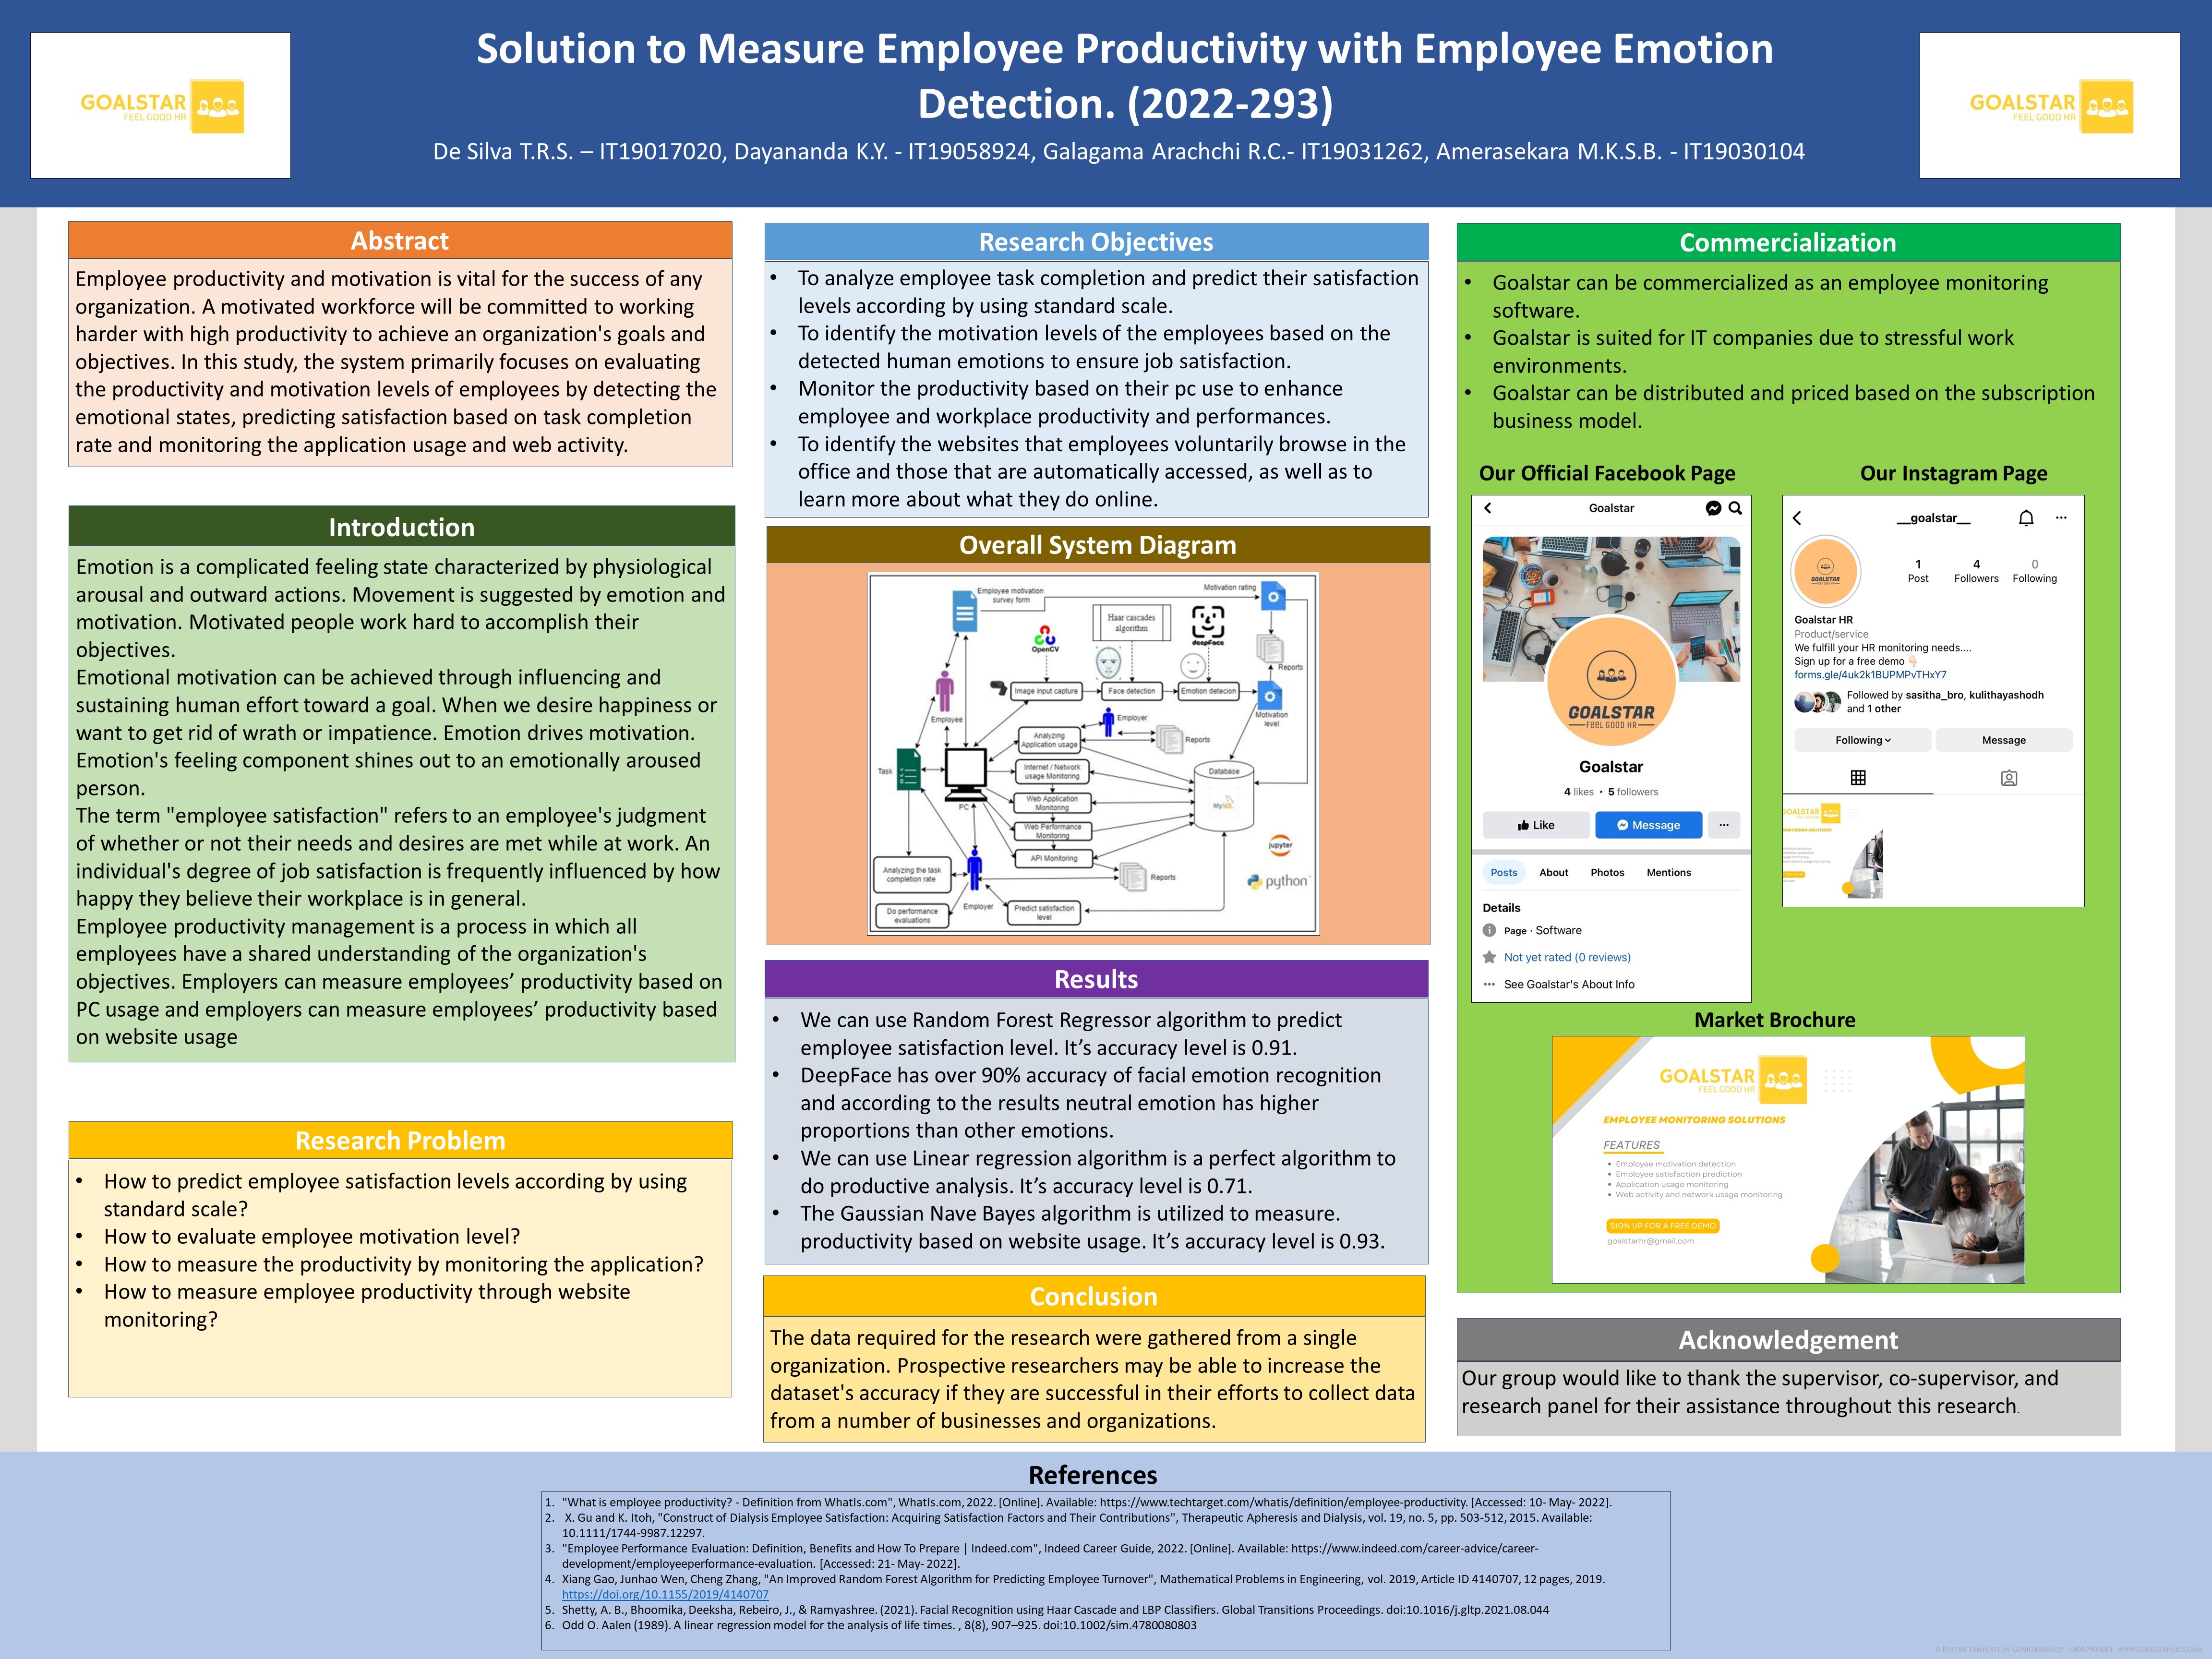 GOALSTAR
FEEL GOOD HR
Solution to Measure Employee Productivity with Employee Emotion
Detection. (2022-293)
De Silva T.R.S. – IT19017020, Dayananda K.Y. - IT19058924, Galagama Arachchi R.C.- IT19031262, Amerasekara M.K.S.B. - IT19030104
GOALSTAR
FEEL GOOD HR
Abstract
Employee productivity and motivation is vital for the success of any
organization. A motivated workforce will be committed to working
harder with high productivity to achieve an organization's goals and
objectives. In this study, the system primarily focuses on evaluating
the productivity and motivation levels of employees by detecting the
emotional states, predicting satisfaction based on task completion
rate and monitoring the application usage and web activity.
Introduction
Emotion is a complicated feeling state characterized by physiological
arousal and outward actions. Movement is suggested by emotion and
motivation. Motivated people work hard to accomplish their
objectives.
Emotional motivation can be achieved through influencing and
sustaining human effort toward a goal. When we desire happiness or
want to get rid of wrath or impatience. Emotion drives motivation.
Emotion's feeling component shines out to an emotionally aroused
person.
The term "employee satisfaction" refers to an employee's judgment
of whether or not their needs and desires are met while at work. An
individual's degree of job satisfaction is frequently influenced by how
happy they believe their workplace is in general.
Employee productivity management is a process in which all
employees have a shared understanding of the organization's
objectives. Employers can measure employees’ productivity based on
PC usage and employers can measure employees’ productivity based
on website usage
Research Problem
• How to predict employee satisfaction levels according by using
standard scale?
• How to evaluate employee motivation level?
• How to measure the productivity by monitoring the application?
• How to measure employee productivity through website
monitoring?
Research Objectives
• To analyze employee task completion and predict their satisfaction
levels according by using standard scale.
• To identify the motivation levels of the employees based on the
detected human emotions to ensure job satisfaction.
• Monitor the productivity based on their pc use to enhance
employee and workplace productivity and performances.
• To identify the websites that employees voluntarily browse in the
office and those that are automatically accessed, as well as to
learn more about what they do online.
Overall System Diagram
Employee motivation
survey form
Motivation rating
Haar cascades
algorithm
OpenCV
deepFace
Reports
Image input capture
Face detection
Emotion detecion
Employee
Employer
Motivation
level
Analyzing
Application usage
Reports
Task
Internet / Network
usage Monitoring
Database
PC
Web Application
Monitoring
MySQL
Web Performance
Monitoring
API Monitoring
jupyter
Analyzing the task
completion rate
Reports
python
Do performance
evaluations
Employer
Predict satisfaction
level
Results
• We can use Random Forest Regressor algorithm to predict
employee satisfaction level. It’s accuracy level is 0.91.
• DeepFace has over 90% accuracy of facial emotion recognition
and according to the results neutral emotion has higher
proportions than other emotions.
• We can use Linear regression algorithm is a perfect algorithm to
do productive analysis. It’s accuracy level is 0.71.
• The Gaussian Nave Bayes algorithm is utilized to measure.
productivity based on website usage. It’s accuracy level is 0.93.
Conclusion
The data required for the research were gathered from a single
organization. Prospective researchers may be able to increase the
dataset's accuracy if they are successful in their efforts to collect data
from a number of businesses and organizations.
Commercialization
• Goalstar can be commercialized as an employee monitoring
software.
• Goalstar is suited for IT companies due to stressful work
environments.
• Goalstar can be distributed and priced based on the subscription
business model.
Our Official Facebook Page
Goalstar
GOALSTAR
FEEL GOOD HR
Goalstar
4 likes • 5 followers
Like
Message
Posts About Photos Mentions
Details
Page · Software
Not yet rated (0 reviews)
See Goalstar's About Info
Our Instagram Page
__goalstar__
GOALSTAR
1 4 0
Post Followers Following
Goalstar HR
Product/service
We fulfill your HR monitoring needs....
Sign up for a free demo 👇🏻
forms.gle/4uk2k1BUPMPvTHxY7
Followed by sasitha_bro, kulithayashodh
and 1 other
Following
Message
GOALSTAR
Market Brochure
GOALSTAR
FEEL GOOD HR
EMPLOYEE MONITORING SOLUTIONS
FEATURES
• Employee motivation detection
• Employee satisfaction prediction
• Application usage monitoring
• Web activity and network usage monitoring
SIGN UP FOR A FREE DEMO
goalstarhr@gmail.com
Acknowledgement
Our group would like to thank the supervisor, co-supervisor, and
research panel for their assistance throughout this research.
References
1. "What is employee productivity? - Definition from WhatIs.com", WhatIs.com, 2022. [Online]. Available: https://www.techtarget.com/whatis/definition/employee-productivity. [Accessed: 10- May- 2022].
2. X. Gu and K. Itoh, "Construct of Dialysis Employee Satisfaction: Acquiring Satisfaction Factors and Their Contributions", Therapeutic Apheresis and Dialysis, vol. 19, no. 5, pp. 503-512, 2015. Available:
10.1111/1744-9987.12297.
3. "Employee Performance Evaluation: Definition, Benefits and How To Prepare | Indeed.com", Indeed Career Guide, 2022. [Online]. Available: https://www.indeed.com/career-advice/career-
development/employeeperformance-evaluation. [Accessed: 21- May- 2022].
4. Xiang Gao, Junhao Wen, Cheng Zhang, "An Improved Random Forest Algorithm for Predicting Employee Turnover", Mathematical Problems in Engineering, vol. 2019, Article ID 4140707, 12 pages, 2019.
https://doi.org/10.1155/2019/4140707
5. Shetty, A. B., Bhoomika, Deeksha, Rebeiro, J., & Ramyashree. (2021). Facial Recognition using Haar Cascade and LBP Classifiers. Global Transitions Proceedings. doi:10.1016/j.gltp.2021.08.044
6. Odd O. Aalen (1989). A linear regression model for the analysis of life times. , 8(8), 907–925. doi:10.1002/sim.4780080803
© POSTER TEMPLATE BY GENIGRAPHICS® 1.800.790.4001 WWW.GENIGRAPHICS.COM